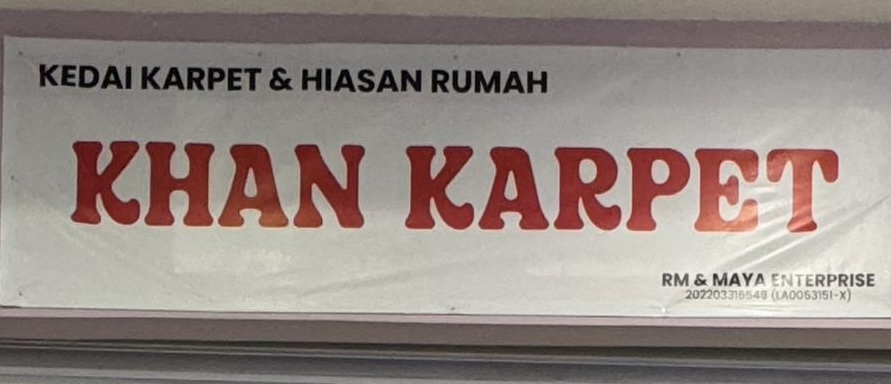 KEDAI KARPET & HIASAN RUMAH
KHAN KARPET
RM & MAYA ENTERPRISE
202203316549 (LA0053151-X)